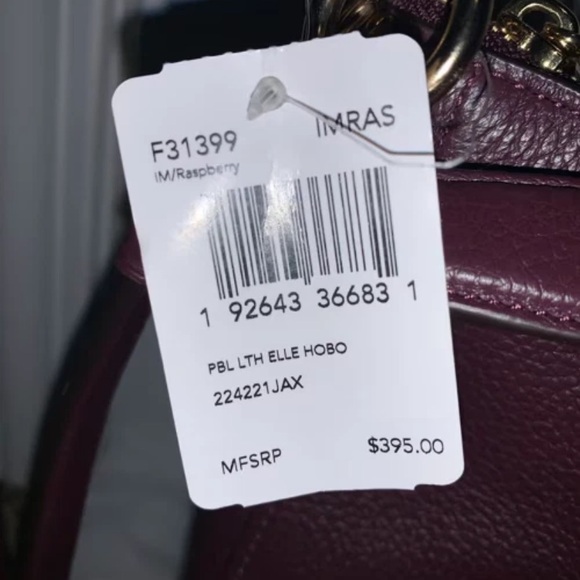 F31399 IMRAS
IM/Raspberry
1 92643 36683 1
PBL LTH ELLE HOBO
224221JAX
MFSRP $395.00